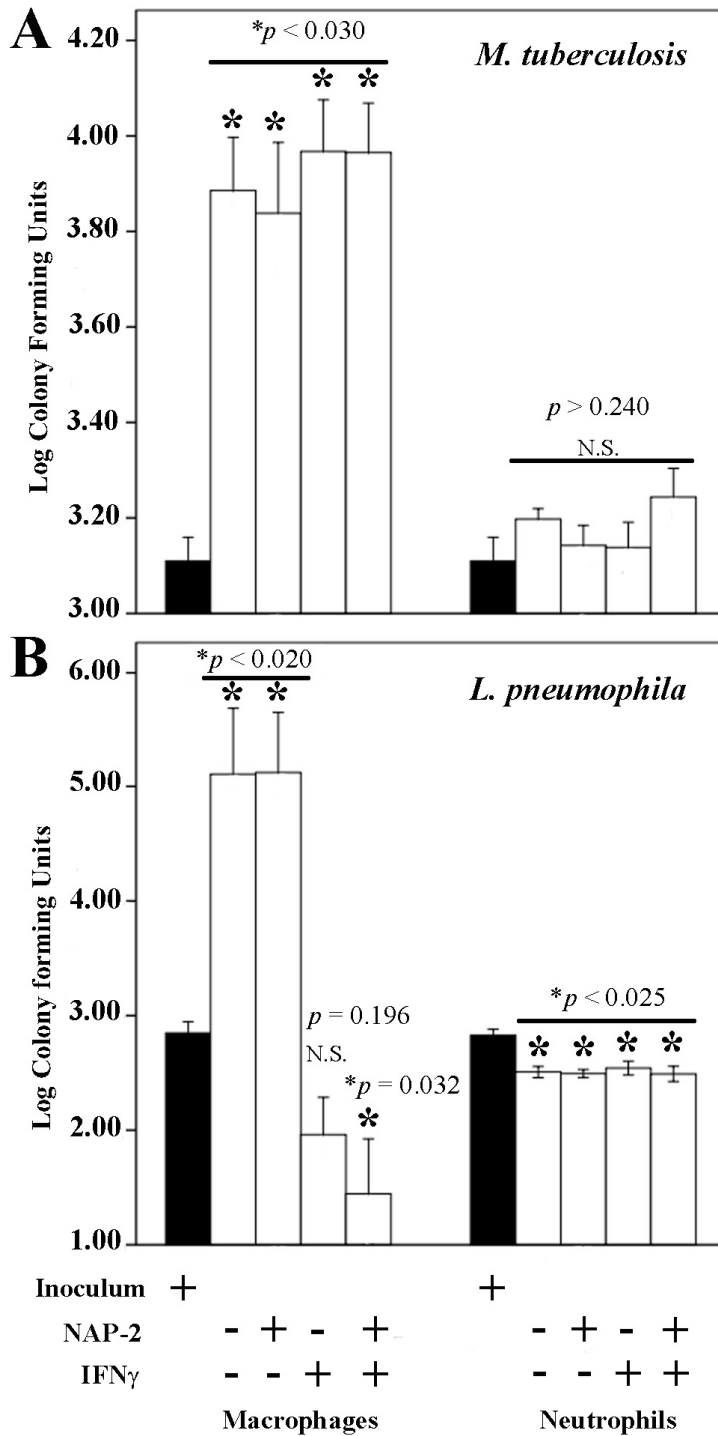 A
*p < 0.030
M. tuberculosis
* * * *
4.20
4.00
3.80
3.60
3.40
3.20
3.00
Log Colony Forming Units
p > 0.240
N.S.
B
*p < 0.020
L. pneumophila
* *
6.00
5.00
4.00
3.00
2.00
1.00
Log Colony forming Units
p = 0.196
N.S.
*p = 0.032
*
*p < 0.025
* * * *
Inoculum + +
NAP-2 - + - + - + - +
IFNγ - - + + - - + +
Macrophages Neutrophils